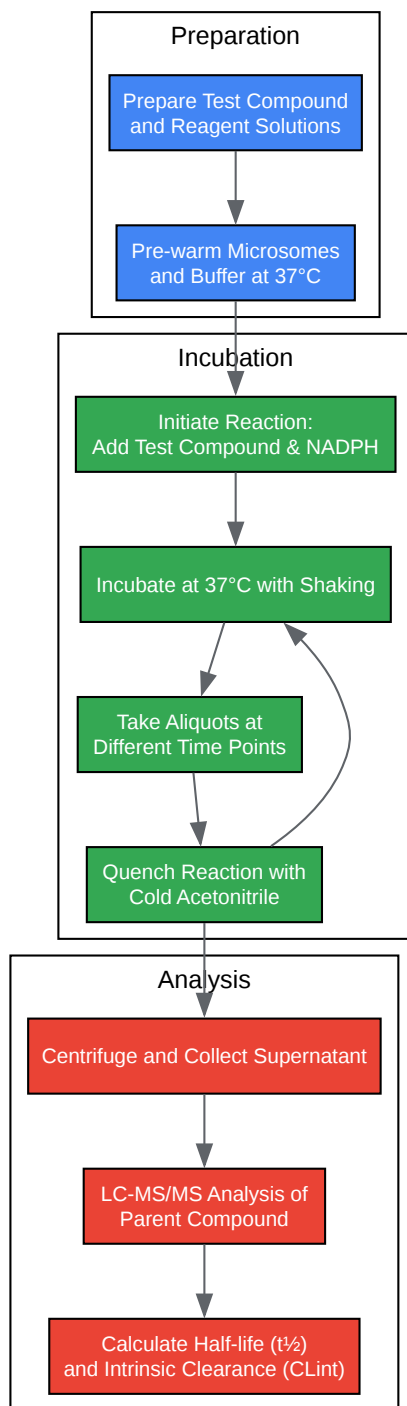 Preparation
Prepare Test Compound
and Reagent Solutions
Pre-warm Microsomes
and Buffer at 37°C
Incubation
Initiate Reaction:
Add Test Compound & NADPH
Incubate at 37°C with Shaking
Take Aliquots at
Different Time Points
Quench Reaction with
Cold Acetonitrile
Analysis
Centrifuge and Collect Supernatant
LC-MS/MS Analysis of
Parent Compound
Calculate Half-life (t½)
and Intrinsic Clearance (CLint)